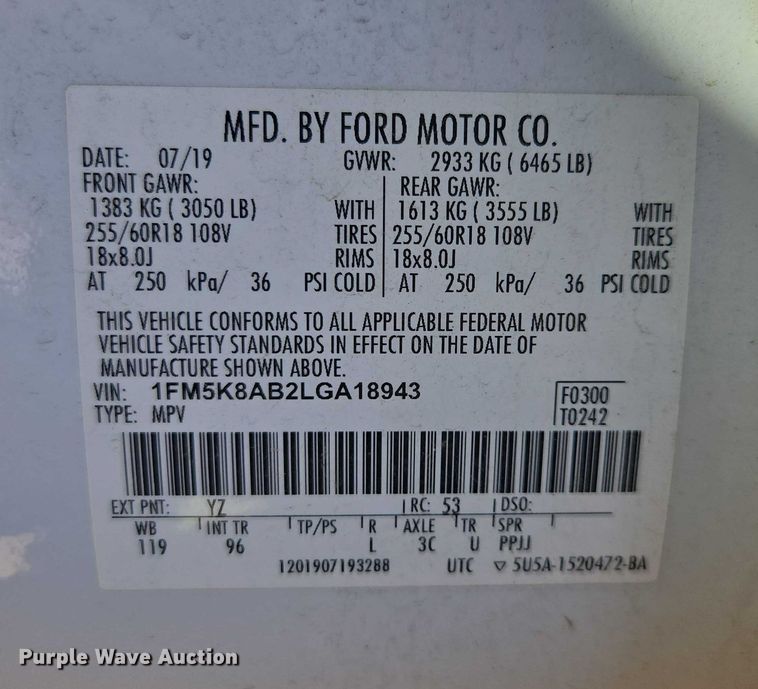 MFD. BY FORD MOTOR CO.
DATE: 07/19 GVWR: 2933 KG ( 6465 LB)
FRONT GAWR: REAR GAWR:
1383 KG ( 3050 LB) WITH 1613 KG ( 3555 LB) WITH
255/60R18 108V TIRES 255/60R18 108V TIRES
18x8.0J RIMS 18x8.0J RIMS
AT 250 kPa/ 36 PSI COLD AT 250 kPa/ 36 PSI COLD
THIS VEHICLE CONFORMS TO ALL APPLICABLE FEDERAL MOTOR
VEHICLE SAFETY STANDARDS IN EFFECT ON THE DATE OF
MANUFACTURE SHOWN ABOVE.
VIN: 1FM5K8AB2LGA18943 F0300
TYPE: MPV T0242
EXT PNT: YZ RC: 53 DSO:
WB INT TR TP/PS R AXLE TR SPR
119 96 L 3C U PPJJ
1201907193288 UTC ▽ 5U5A-1520472-BA
Purple Wave Auction